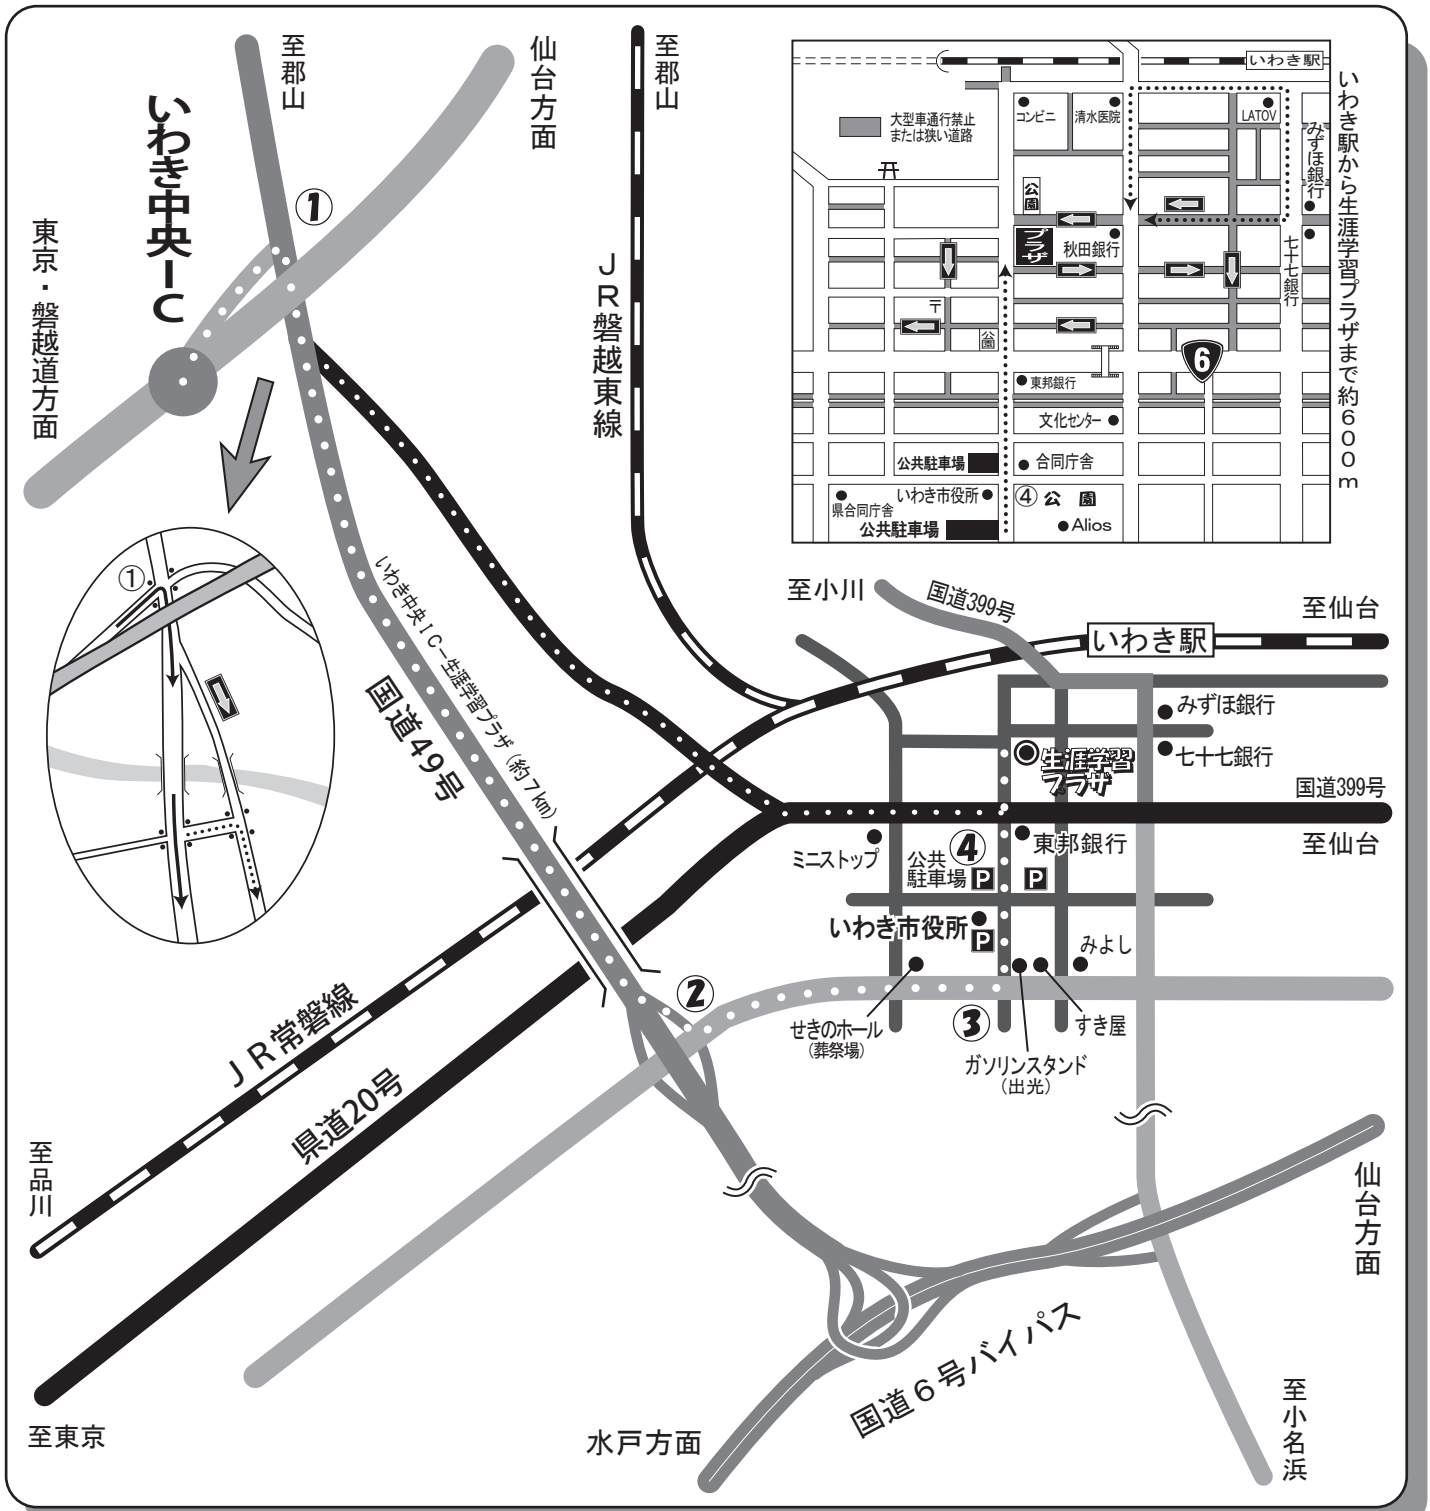 至郡山
仙台方面
至郡山
いわき中央IC
①
東京・磐越道方面
JR磐越東線
いわき駅
いわき駅から生涯学習プラザまで約600m
大型車通行禁止
または狭い道路
コンビニ
清水医院
LATOV
みずほ銀行
公園
プラザ
秋田銀行
七十七銀行
〒
公園
6
東邦銀行
文化センター
公共駐車場
合同庁舎
県合同庁舎
いわき市役所
④
公園
公共駐車場
Alios
①
いわき中央IC〜生涯学習プラザ(約7km)
国道49号
至小川
国道399号
いわき駅
至仙台
みずほ銀行
七十七銀行
生涯学習
プラザ
国道399号
至仙台
ミニストップ
公共
駐車場
④
P
P
東邦銀行
いわき市役所
P
みよし
②
せきのホール
(葬祭場)
③
ガソリンスタンド
(出光)
すき屋
JR常磐線
県道20号
至品川
至東京
仙台方面
国道6号バイパス
水戸方面
至小名浜